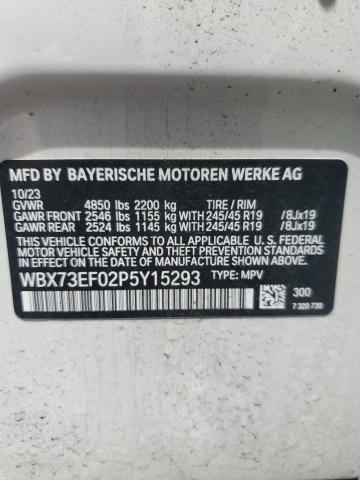 MFD BY BAYERISCHE MOTOREN WERKE AG
10/23
GVWR 4850 lbs 2200 kg TIRE / RIM
GAWR FRONT 2546 lbs 1155 kg WITH 245/45 R19 /8Jx19
GAWR REAR 2524 lbs 1145 kg WITH 245/45 R19 /8Jx19
THIS VEHICLE CONFORMS TO ALL APPLICABLE U.S. FEDERAL
MOTOR VEHICLE SAFETY, BUMPER, AND THEFT PREVENTION
STANDARDS IN EFFECT ON THE DATE OF MANUFACTURE SHOWN ABOVE.
WBX73EF02P5Y15293 TYPE: MPV
300
7 320 730